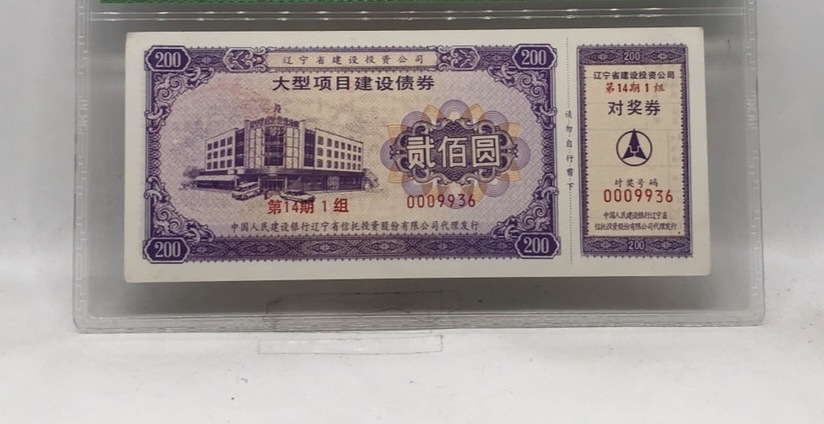 200
200
辽宁省建设投资公司
大型项目建设债券
贰佰圆
第14期1组
0009936
中国人民建设银行辽宁省信托投资股份有限公司代理发行
200
200
请勿自行剪下
200
辽宁省建设投资公司
第14期1组
对奖券
对奖号码
0009936
中国人民建设银行辽宁省
信托投资股份有限公司代理发行
200